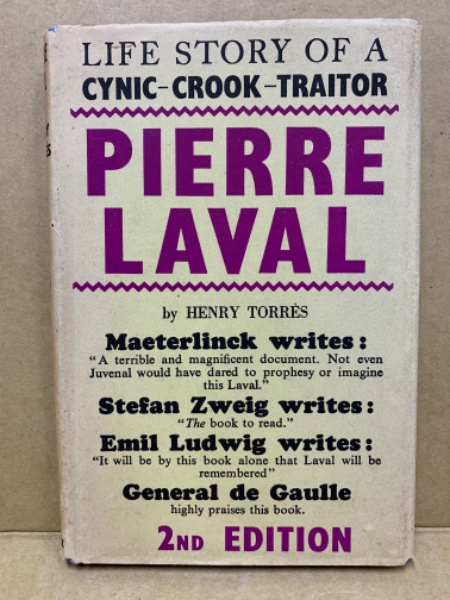 LIFE STORY OF A
CYNIC-CROOK-TRAITOR
PIERRE
LAVAL
by HENRY TORRÈS
Maeterlinck writes:
"A terrible and magnificent document. Not even
Juvenal would have dared to prophesy or imagine
this Laval."
Stefan Zweig writes:
"The book to read."
Emil Ludwig writes:
"It will be by this book alone that Laval will be
remembered"
General de Gaulle
highly praises this book.
2ND EDITION